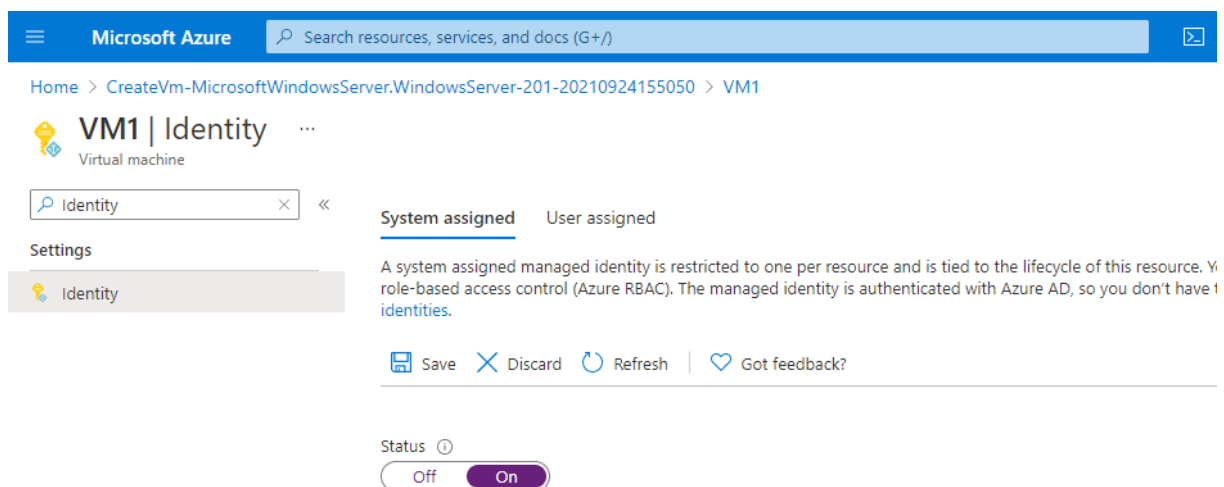 Microsoft Azure
Search resources, services, and docs (G+/)
Home > CreateVm-MicrosoftWindowsServer.WindowsServer-201-20210924155050 > VM1
VM1 | Identity ...
Virtual machine
Identity
System assigned User assigned
Settings
A system assigned managed identity is restricted to one per resource and is tied to the lifecycle of this resource.
Identity
role-based access control (Azure RBAC). The managed identity is authenticated with Azure AD, so you don't have
identities.
Save Discard Refresh Got feedback?
Status
Off On